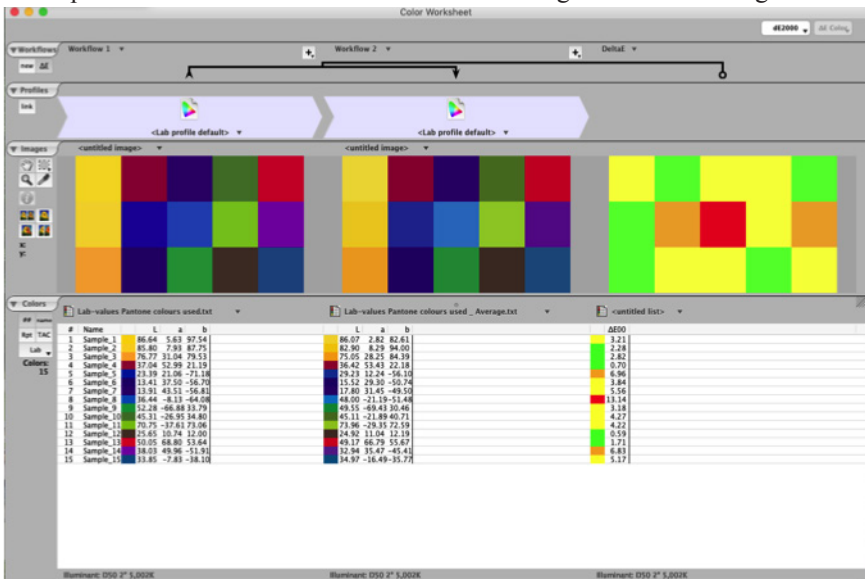 Color Worksheet
dE2000
ΔE Color
Workflows Workflow 1 Workflow 2 DeltaE
new ΔE
Profiles
link
<Lab profile default> <Lab profile default>
Images <untitled image> <untitled image>
x:
y:
Colors Lab-values Pantone colours used.txt Lab-values Pantone colours used _ Average.txt <untitled list>
## name
Rpt TAC
Lab
Colors:
15
# Name L a b L a b ΔE00
1 Sample_1 86.64 5.63 97.54 86.07 2.82 82.61 3.21
2 Sample_2 85.80 7.93 87.75 82.90 8.29 94.00 2.28
3 Sample_3 76.77 31.04 79.53 75.05 28.25 84.39 2.82
4 Sample_4 37.04 52.99 21.19 36.42 53.43 22.18 0.70
5 Sample_5 23.39 21.06 -71.18 29.23 12.24 -56.10 6.96
6 Sample_6 13.41 37.50 -56.70 15.52 29.30 -50.74 3.84
7 Sample_7 13.91 43.51 -56.81 17.80 31.45 -49.50 5.56
8 Sample_8 36.44 -8.13 -64.08 48.00 -21.19 -51.48 13.14
9 Sample_9 52.28 -66.88 33.79 49.55 -69.43 30.46 3.18
10 Sample_10 45.31 -26.95 34.80 45.11 -21.89 40.71 4.27
11 Sample_11 70.75 -37.61 73.06 73.96 -29.35 72.59 4.22
12 Sample_12 25.65 10.74 12.00 24.92 11.04 12.19 0.59
13 Sample_13 50.05 68.80 53.64 49.17 66.79 55.67 1.71
14 Sample_14 38.03 49.96 -51.91 32.94 35.47 -45.41 6.83
15 Sample_15 33.85 -7.83 -38.10 34.97 -16.49 -35.77 5.17
Illuminant: D50 2° 5,002K Illuminant: D50 2° 5,002K Illuminant: D50 2° 5,002K